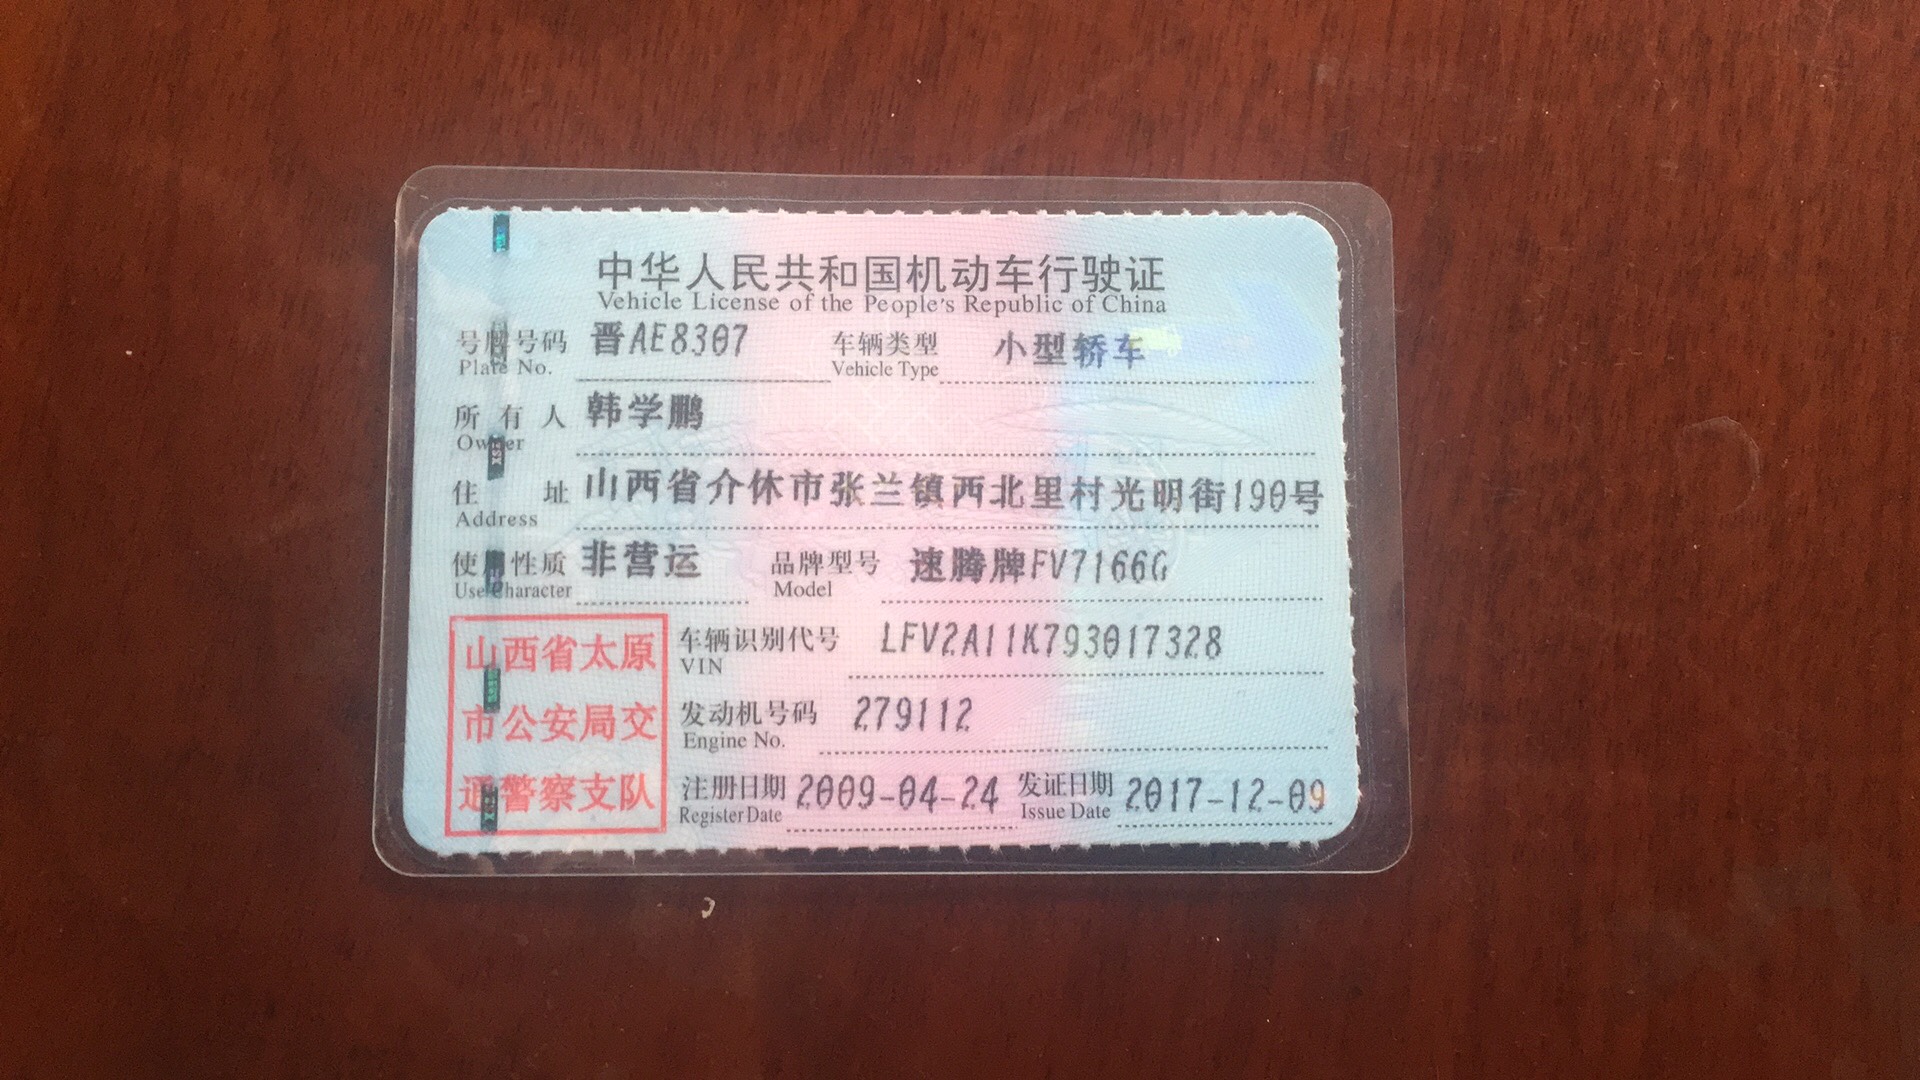 中华人民共和国机动车行驶证
Vehicle License of the People's Republic of China
号牌号码 晋AE8307 车辆类型 小型轿车
Plate No. Vehicle Type
所有人 韩学鹏
Owner
住址 山西省介休市张兰镇西北里村光明街190号
Address
使用性质 非营运 品牌型号 速腾牌FV7166G
Use Character Model
山西省太原
市公安局交
通警察支队
车辆识别代号 LFV2A11K793017328
VIN
发动机号码 279112
Engine No.
注册日期 2009-04-24 发证日期 2017-12-09
Register Date Issue Date